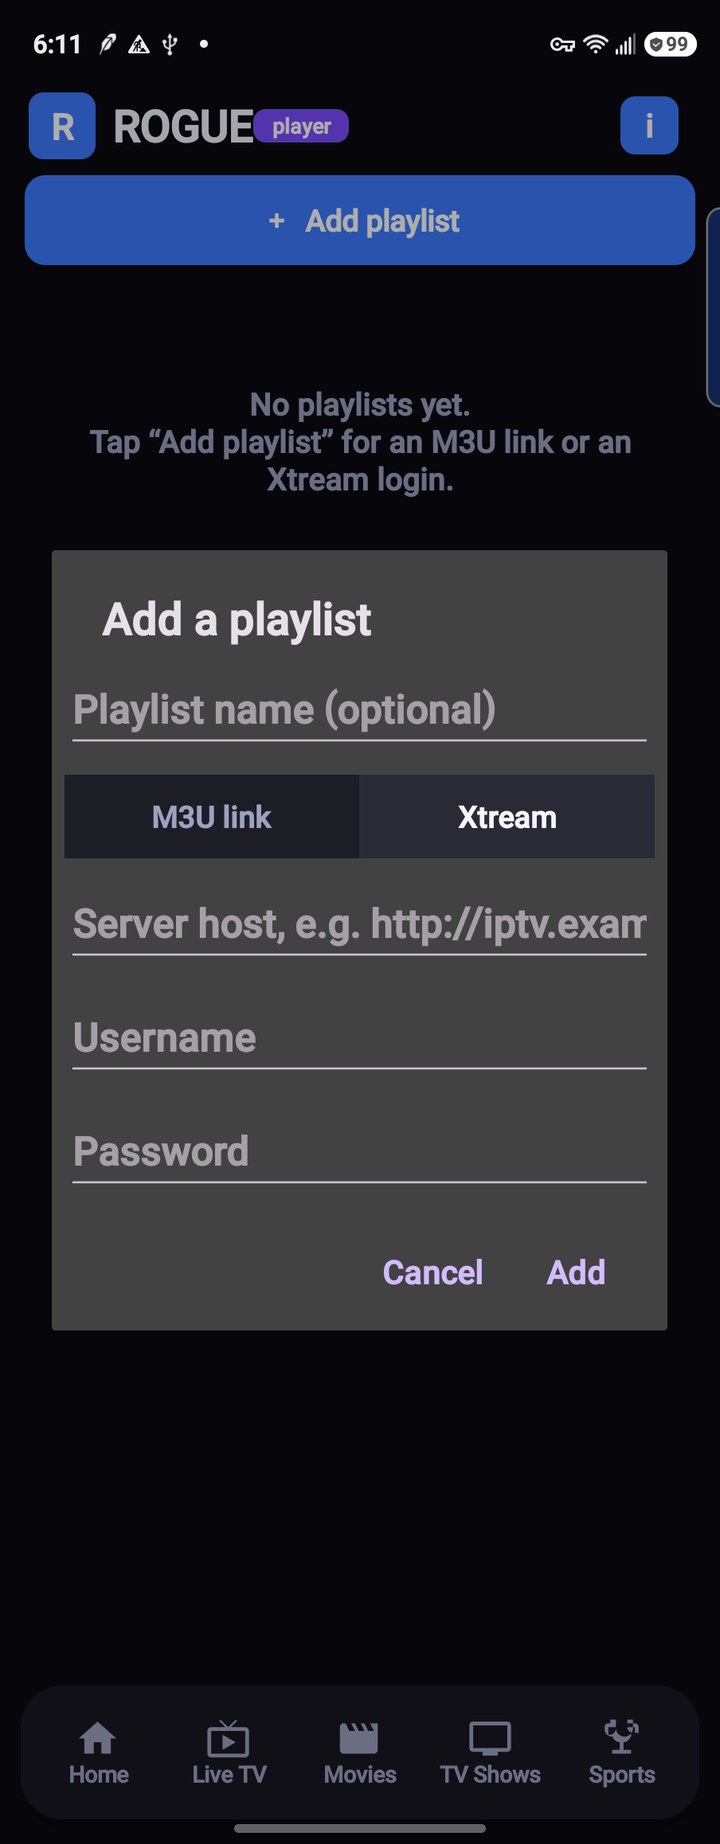 6:11
99
R ROGUE player i
+ Add playlist
No playlists yet.
Tap “Add playlist” for an M3U link or an
Xtream login.
Add a playlist
Playlist name (optional)
M3U link Xtream
Server host, e.g. http://iptv.exam
Username
Password
Cancel Add
Home Live TV Movies TV Shows Sports